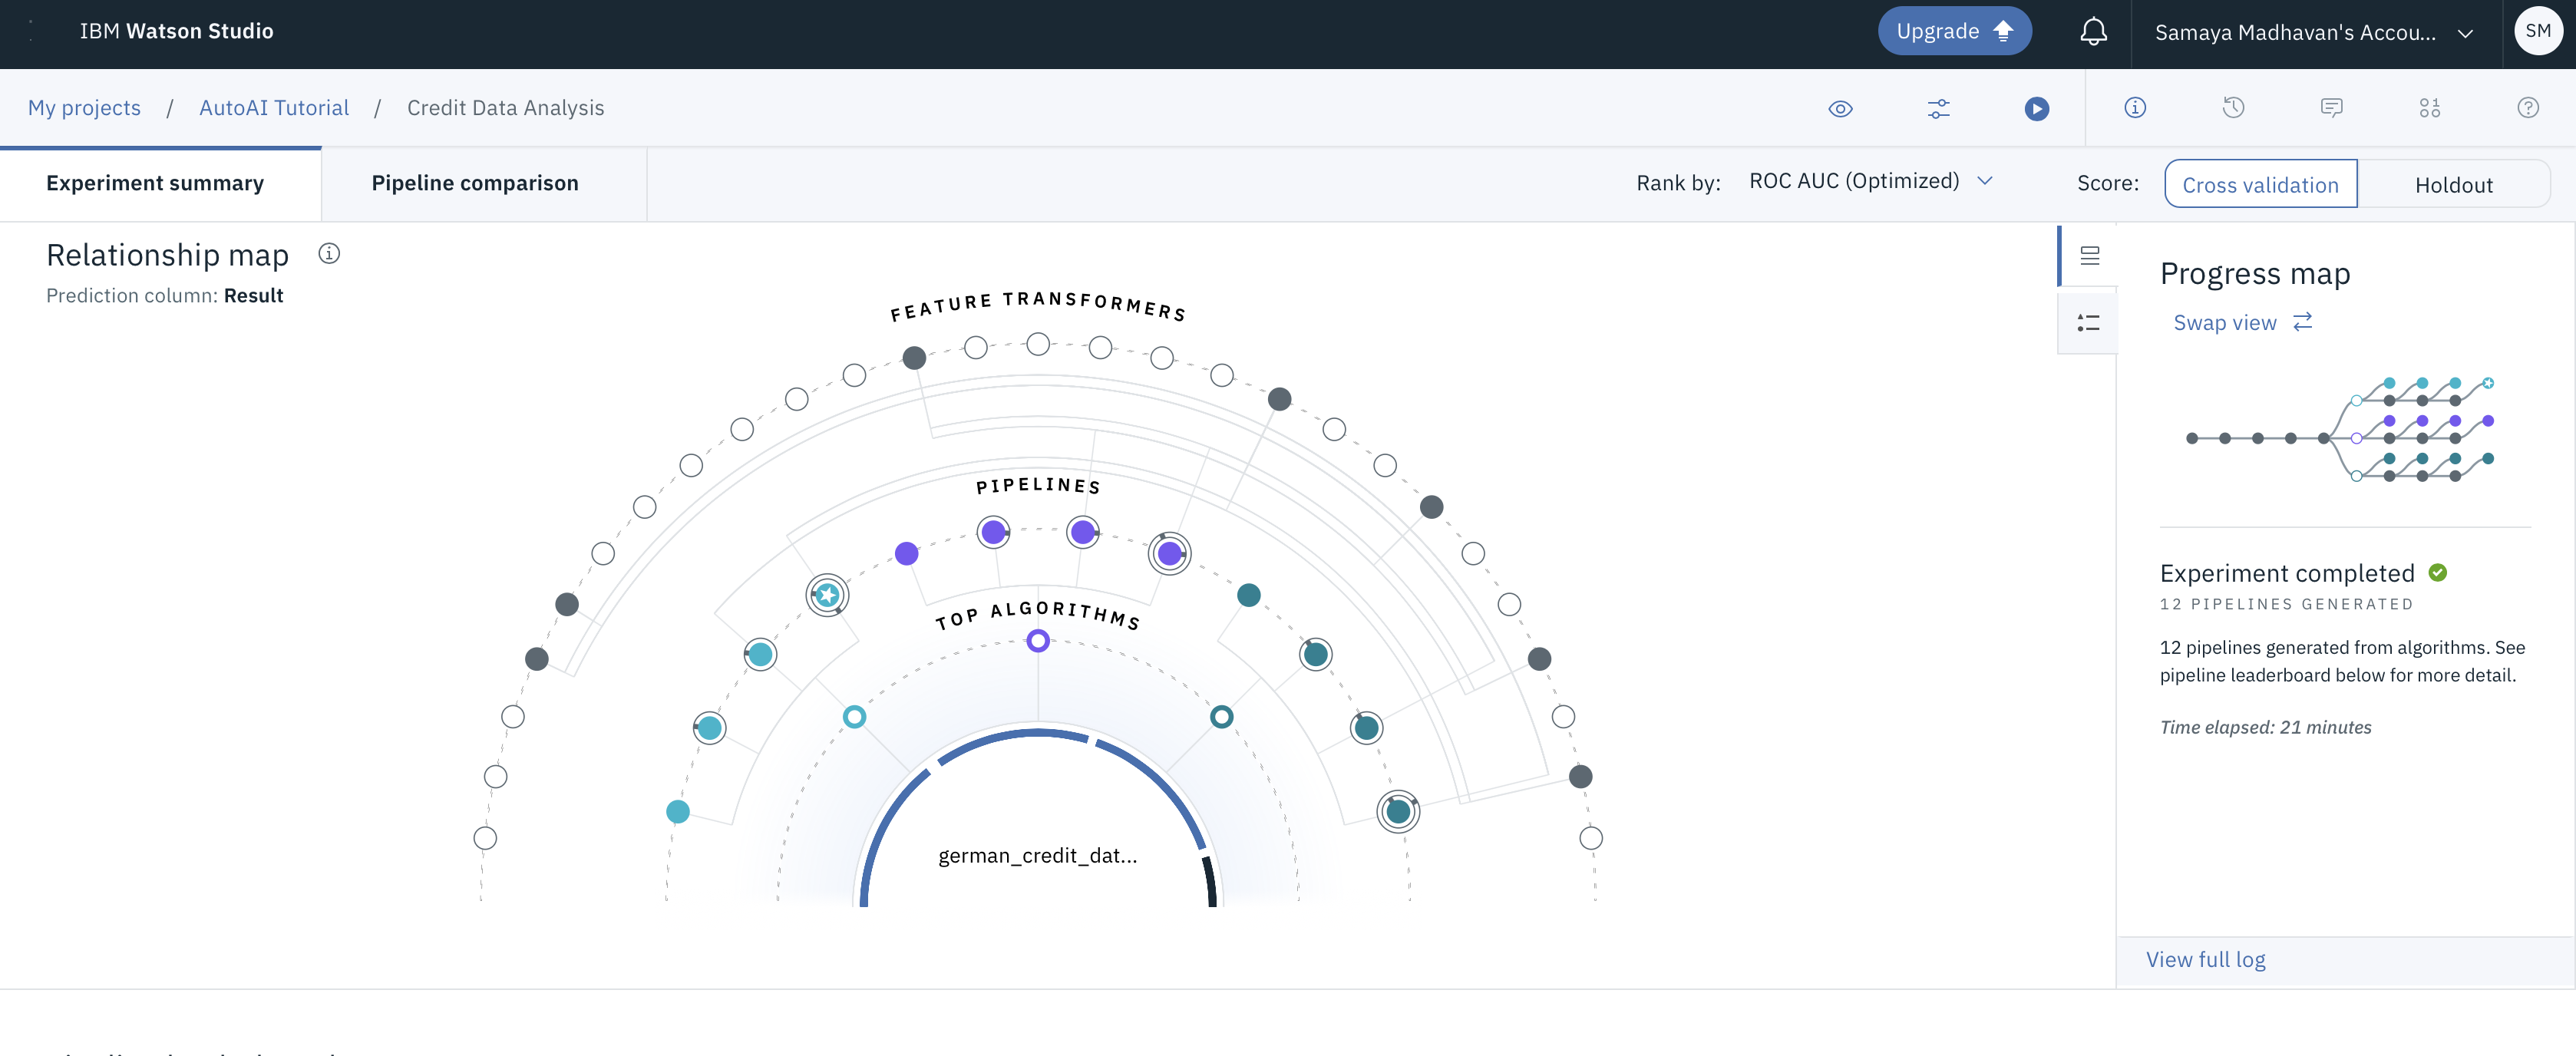 IBM Watson Studio
Upgrade
Samaya Madhavan's Accou...
SM
My projects / AutoAI Tutorial / Credit Data Analysis
Experiment summary
Pipeline comparison
Rank by: ROC AUC (Optimized)
Score: Cross validation Holdout
Relationship map
Prediction column: Result
FEATURE TRANSFORMERS
PIPELINES
TOP ALGORITHMS
german_credit_dat...
Progress map
Swap view
Experiment completed
12 PIPELINES GENERATED
12 pipelines generated from algorithms. See
pipeline leaderboard below for more detail.
Time elapsed: 21 minutes
View full log